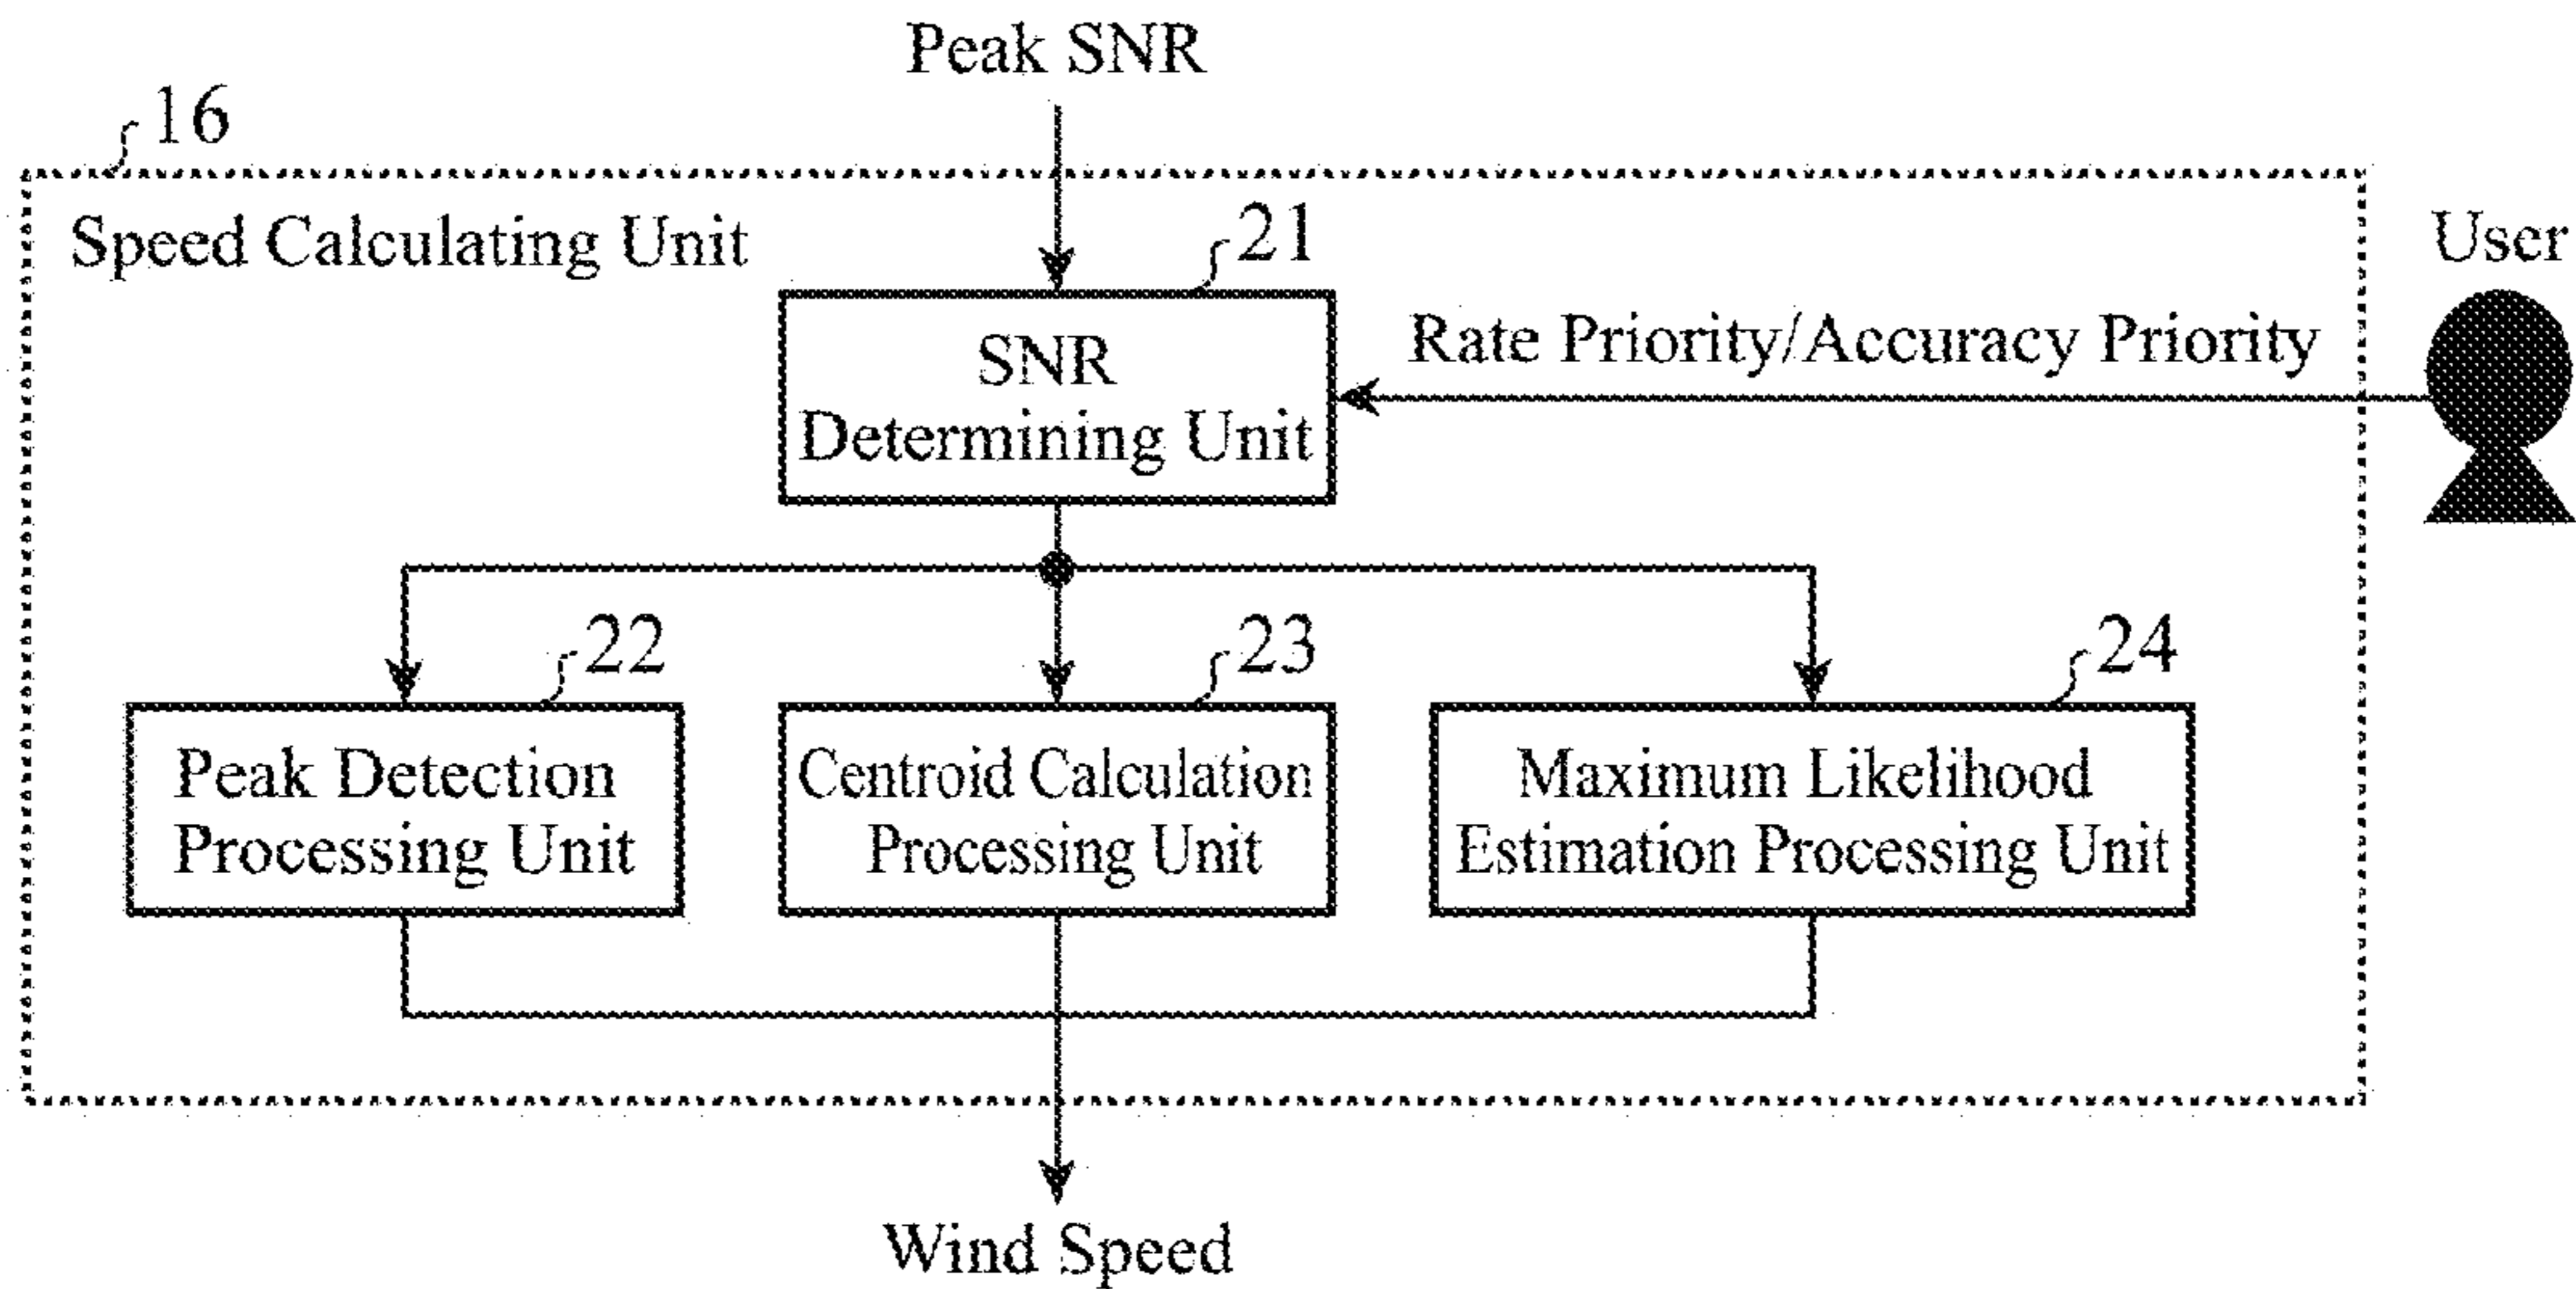 Peak SNR
16
Speed Calculating Unit
21
User
SNR
Determining Unit
Rate Priority/Accuracy Priority
22
23
24
Peak Detection
Processing Unit
Centroid Calculation
Processing Unit
Maximum Likelihood
Estimation Processing Unit
Wind Speed